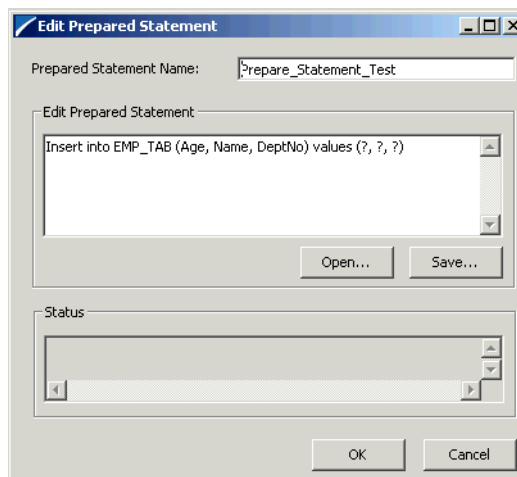 Edit Prepared Statement
Prepared Statement Name: Prepare_Statement_Test
Edit Prepared Statement
Insert into EMP_TAB (Age, Name, DeptNo) values (?, ?, ?)
Open... Save...
Status
OK Cancel